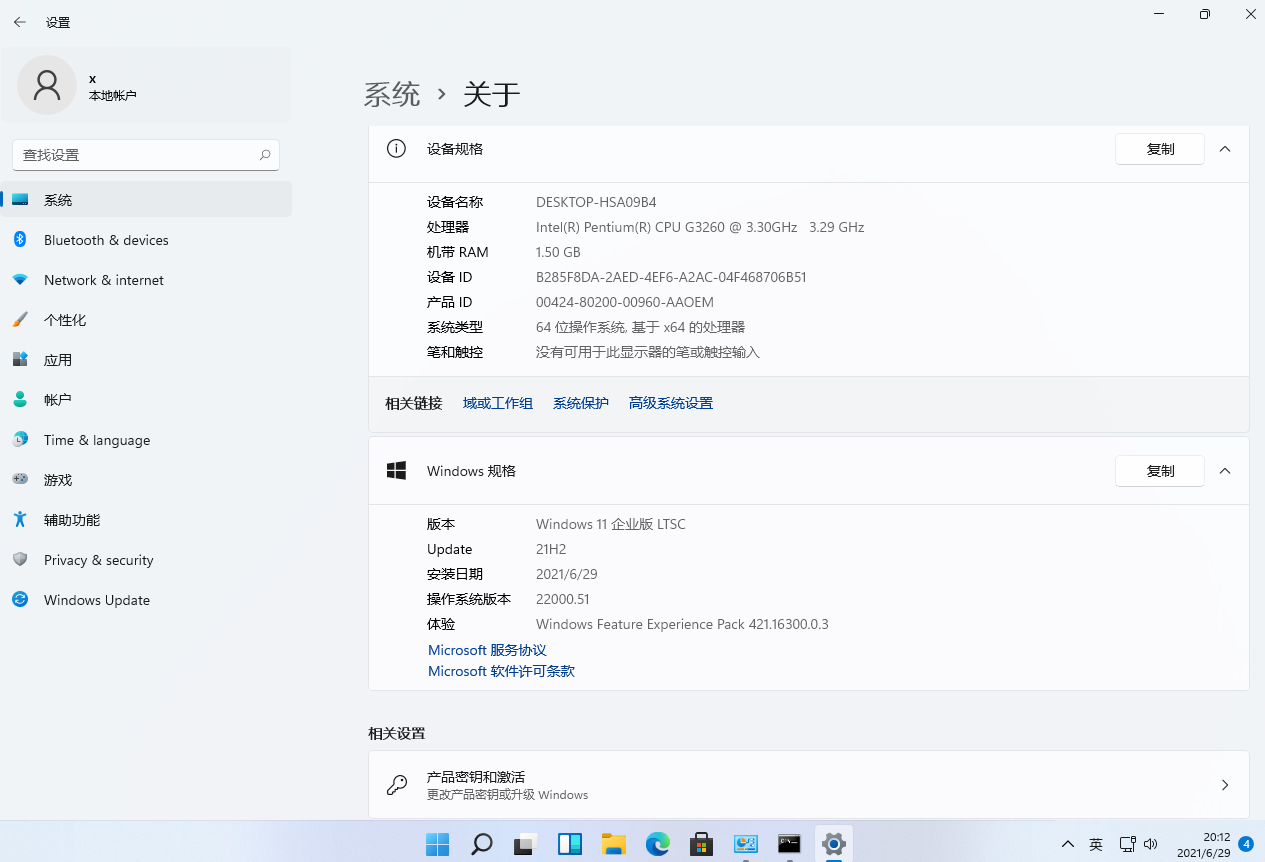 设置
x
本地帐户
查找设置
系统
Bluetooth & devices
Network & internet
个性化
应用
帐户
Time & language
游戏
辅助功能
Privacy & security
Windows Update
系统 › 关于
设备规格 复制
设备名称 DESKTOP-HSA09B4
处理器 Intel(R) Pentium(R) CPU G3260 @ 3.30GHz 3.29 GHz
机带 RAM 1.50 GB
设备 ID B285F8DA-2AED-4EF6-A2AC-04F468706B51
产品 ID 00424-80200-00960-AAOEM
系统类型 64 位操作系统, 基于 x64 的处理器
笔和触控 没有可用于此显示器的笔或触控输入
相关链接 域或工作组 系统保护 高级系统设置
Windows 规格 复制
版本 Windows 11 企业版 LTSC
Update 21H2
安装日期 2021/6/29
操作系统版本 22000.51
体验 Windows Feature Experience Pack 421.16300.0.3
Microsoft 服务协议
Microsoft 软件许可条款
相关设置
产品密钥和激活
更改产品密钥或升级 Windows
英 20:12
2021/6/29 4